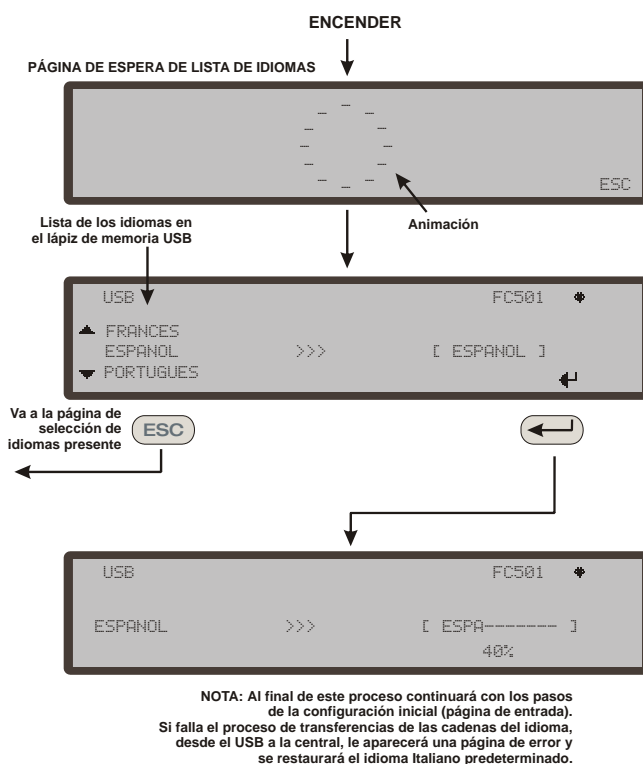 ENCENDER
PÁGINA DE ESPERA DE LISTA DE IDIOMAS
ESC
Lista de los idiomas en
el lápiz de memoria USB
Animación
USB FC501
FRANCES
ESPANOL >>> [ ESPANOL ]
PORTUGUES
Va a la página de
selección de
idiomas presente
ESC
USB FC501
ESPANOL >>> [ ESPA------- ]
40%
NOTA: Al final de este proceso continuará con los pasos
de la configuración inicial (página de entrada).
Si falla el proceso de transferencias de las cadenas del idioma,
desde el USB a la central, le aparecerá una página de error y
se restaurará el idioma Italiano predeterminado.